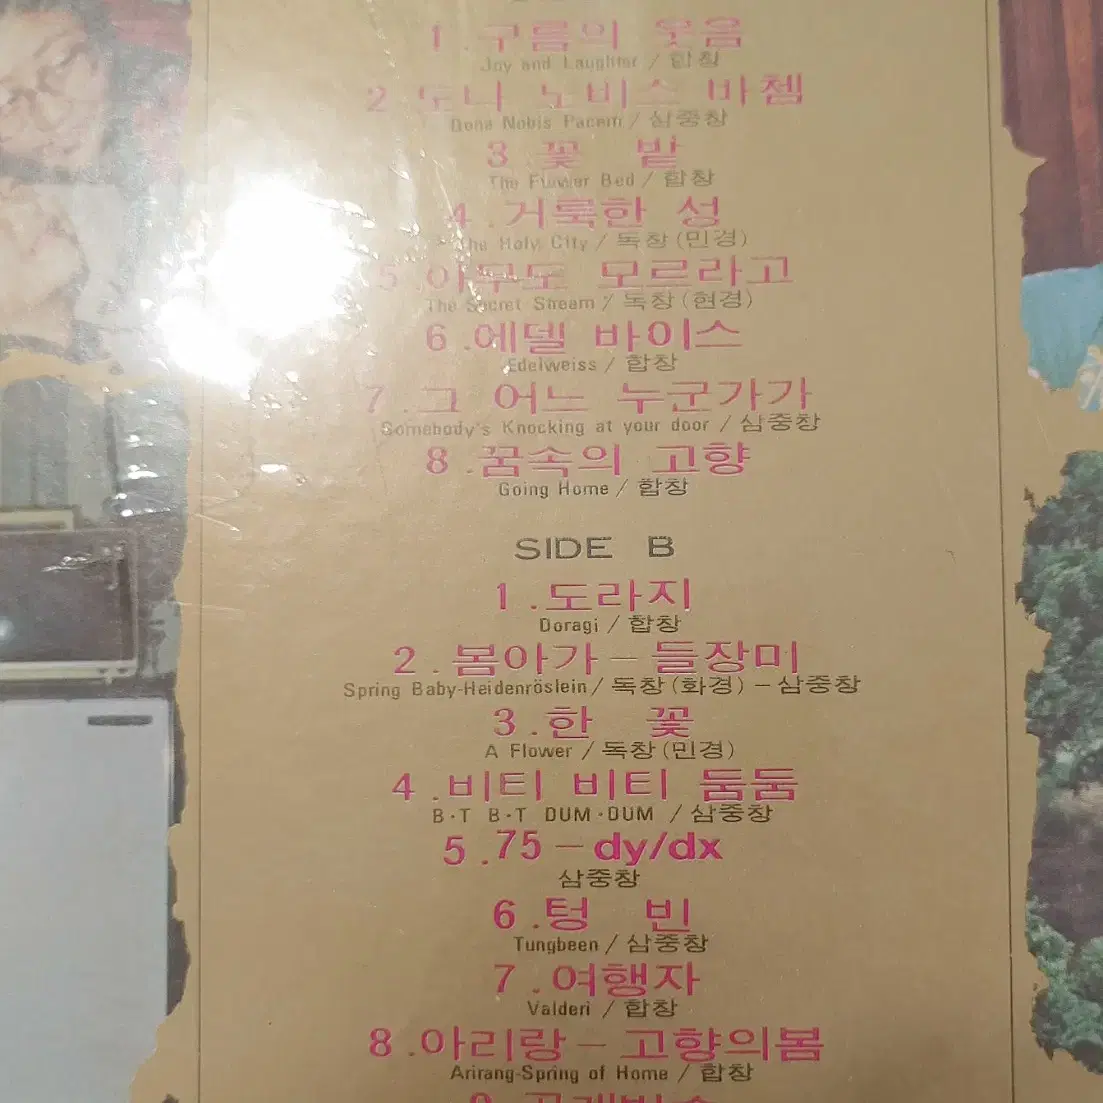 1 . 구름의 웃음
Joy and Laughter / 합창
2 도나 노비스 바쳄
Dona Nobis Pacem / 삼중창
3 꽃 밭
The Flower Bed / 합창
4 . 거룩한 성
The Holy City / 독창 (민경)
5 . 아무도 모르라고
The Secret Stream / 독창 (현경)
6 . 에델 바이스
Edelweiss / 합창
7 . 그 어느 누군가가
Somebody's Knocking at your door / 삼중창
8 . 꿈속의 고향
Going Home / 합창
SIDE B
1 . 도라지
Doragi / 합창
2 . 봄아가 – 들장미
Spring Baby-Heidenröslein / 독창 (화경) – 삼중창
3 . 한 꽃
A Flower / 독창 (민경)
4 . 비티 비티 둠둠
B·T B·T DUM·DUM / 삼중창
5 . 75 – dy/dx
삼중창
6 . 텅 빈
Tungbeen / 삼중창
7 . 여행자
Valderi / 합창
8 . 아리랑 – 고향의봄
Arirang-Spring of Home / 합창